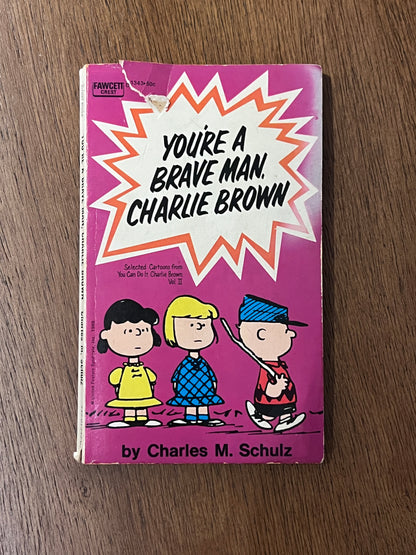 FAWCETT
CREST
YOU'RE A
BRAVE MAN,
CHARLIE BROWN
Selected Cartoons from
You Can Do It, Charlie Brown
Vol. II
by Charles M. Schulz